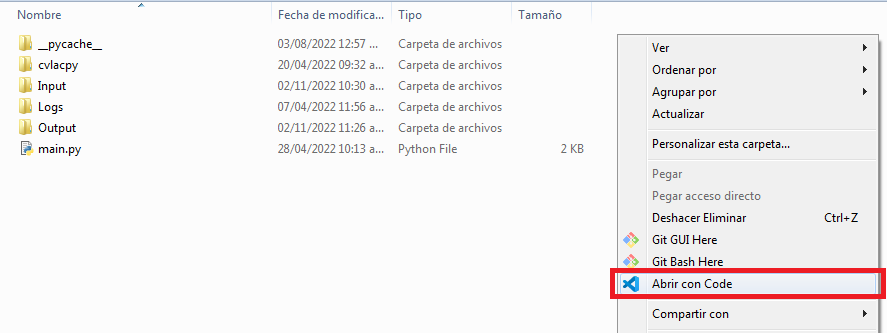 Nombre Fecha de modifica... Tipo Tamaño
__pycache__ 03/08/2022 12:57 ... Carpeta de archivos
cvlacpy 20/04/2022 09:32 a... Carpeta de archivos
Input 02/11/2022 10:30 a... Carpeta de archivos
Logs 07/04/2022 11:56 a... Carpeta de archivos
Output 02/11/2022 11:26 a... Carpeta de archivos
main.py 28/04/2022 10:13 a... Python File 2 KB
Ver
Ordenar por
Agrupar por
Actualizar
Personalizar esta carpeta...
Pegar
Pegar acceso directo
Deshacer Eliminar Ctrl+Z
Git GUI Here
Git Bash Here
Abrir con Code
Compartir con